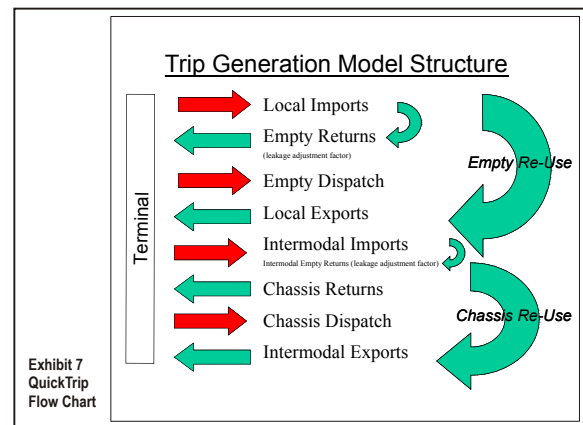 Trip Generation Model Structure
Terminal
Local Imports
Empty Returns
(leakage adjustment factor)
Empty Dispatch
Local Exports
Intermodal Imports
Intermodal Empty Returns (leakage adjustment factor)
Chassis Returns
Chassis Dispatch
Intermodal Exports
Empty Re-Use
Chassis Re-Use
Exhibit 7
QuickTrip
Flow Chart